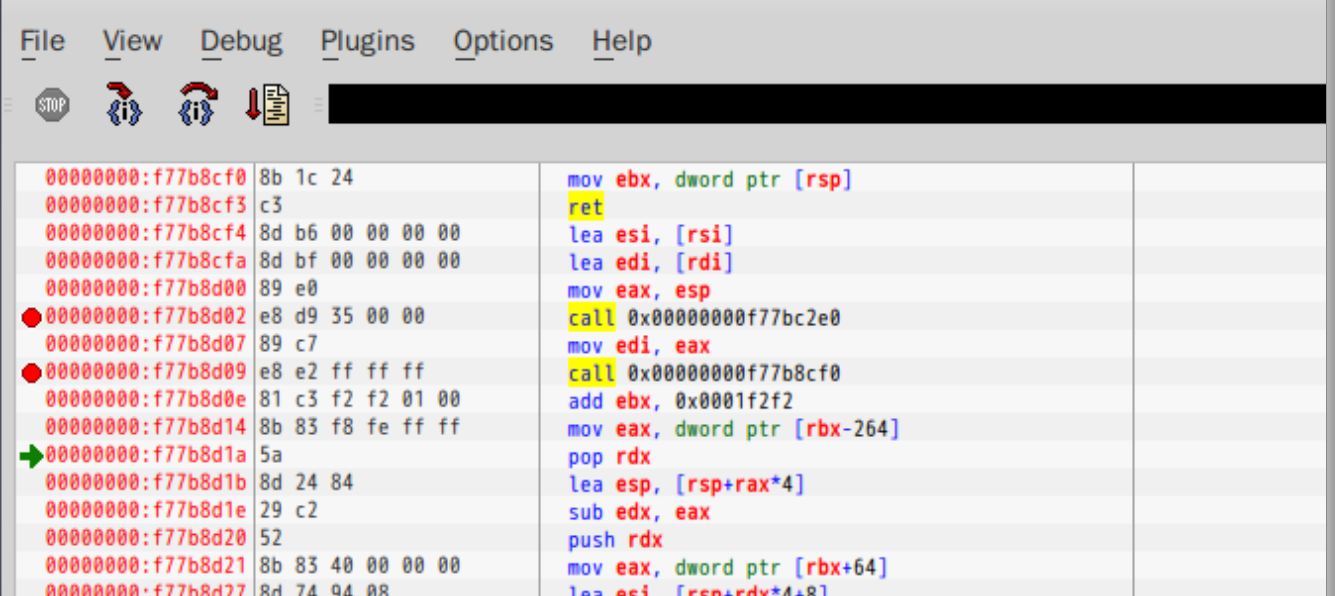 File View Debug Plugins Options Help
STOP
00000000:f77b8cf0 8b 1c 24 mov ebx, dword ptr [rsp]
00000000:f77b8cf3 c3 ret
00000000:f77b8cf4 8d b6 00 00 00 00 lea esi, [rsi]
00000000:f77b8cfa 8d bf 00 00 00 00 lea edi, [rdi]
00000000:f77b8d00 89 e0 mov eax, esp
00000000:f77b8d02 e8 d9 35 00 00 call 0x00000000f77bc2e0
00000000:f77b8d07 89 c7 mov edi, eax
00000000:f77b8d09 e8 e2 ff ff ff call 0x00000000f77b8cf0
00000000:f77b8d0e 81 c3 f2 f2 01 00 add ebx, 0x0001f2f2
00000000:f77b8d14 8b 83 f8 fe ff ff mov eax, dword ptr [rbx-264]
00000000:f77b8d1a 5a pop rdx
00000000:f77b8d1b 8d 24 84 lea esp, [rsp+rax*4]
00000000:f77b8d1e 29 c2 sub edx, eax
00000000:f77b8d20 52 push rdx
00000000:f77b8d21 8b 83 40 00 00 00 mov eax, dword ptr [rbx+64]
00000000:f77b8d27 8d 74 94 08 lea esi, [rsp+rdx*4+8]